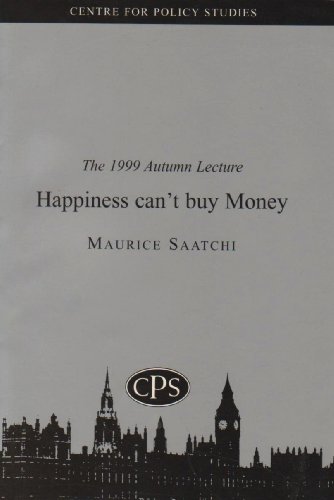 CENTRE FOR POLICY STUDIES
The 1999 Autumn Lecture
Happiness can't buy Money
MAURICE SAATCHI
CPS